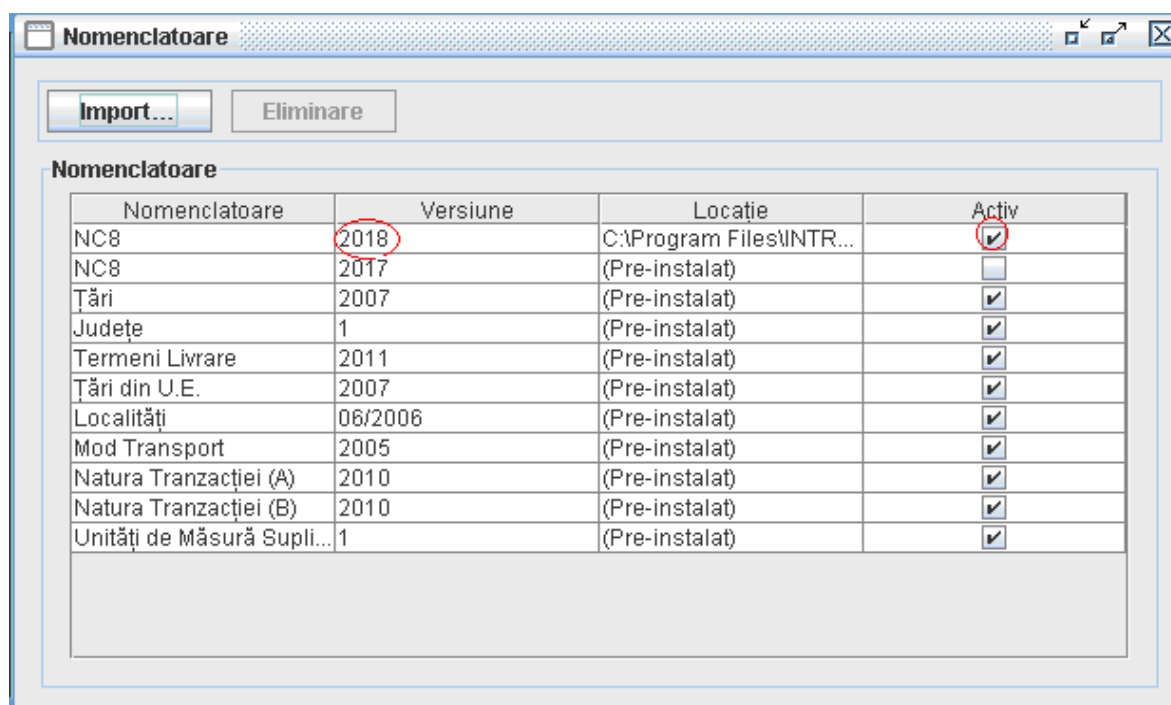 Nomenclatoare
Import... Eliminare
Nomenclatoare
Nomenclatoare Versiune Locație Activ
NC8 2018 C:\Program Files\INTR...
NC8 2017 (Pre-instalat)
Țări 2007 (Pre-instalat)
Județe 1 (Pre-instalat)
Termeni Livrare 2011 (Pre-instalat)
Țări din U.E. 2007 (Pre-instalat)
Localități 06/2006 (Pre-instalat)
Mod Transport 2005 (Pre-instalat)
Natura Tranzacției (A) 2010 (Pre-instalat)
Natura Tranzacției (B) 2010 (Pre-instalat)
Unități de Măsură Supli... 1 (Pre-instalat)